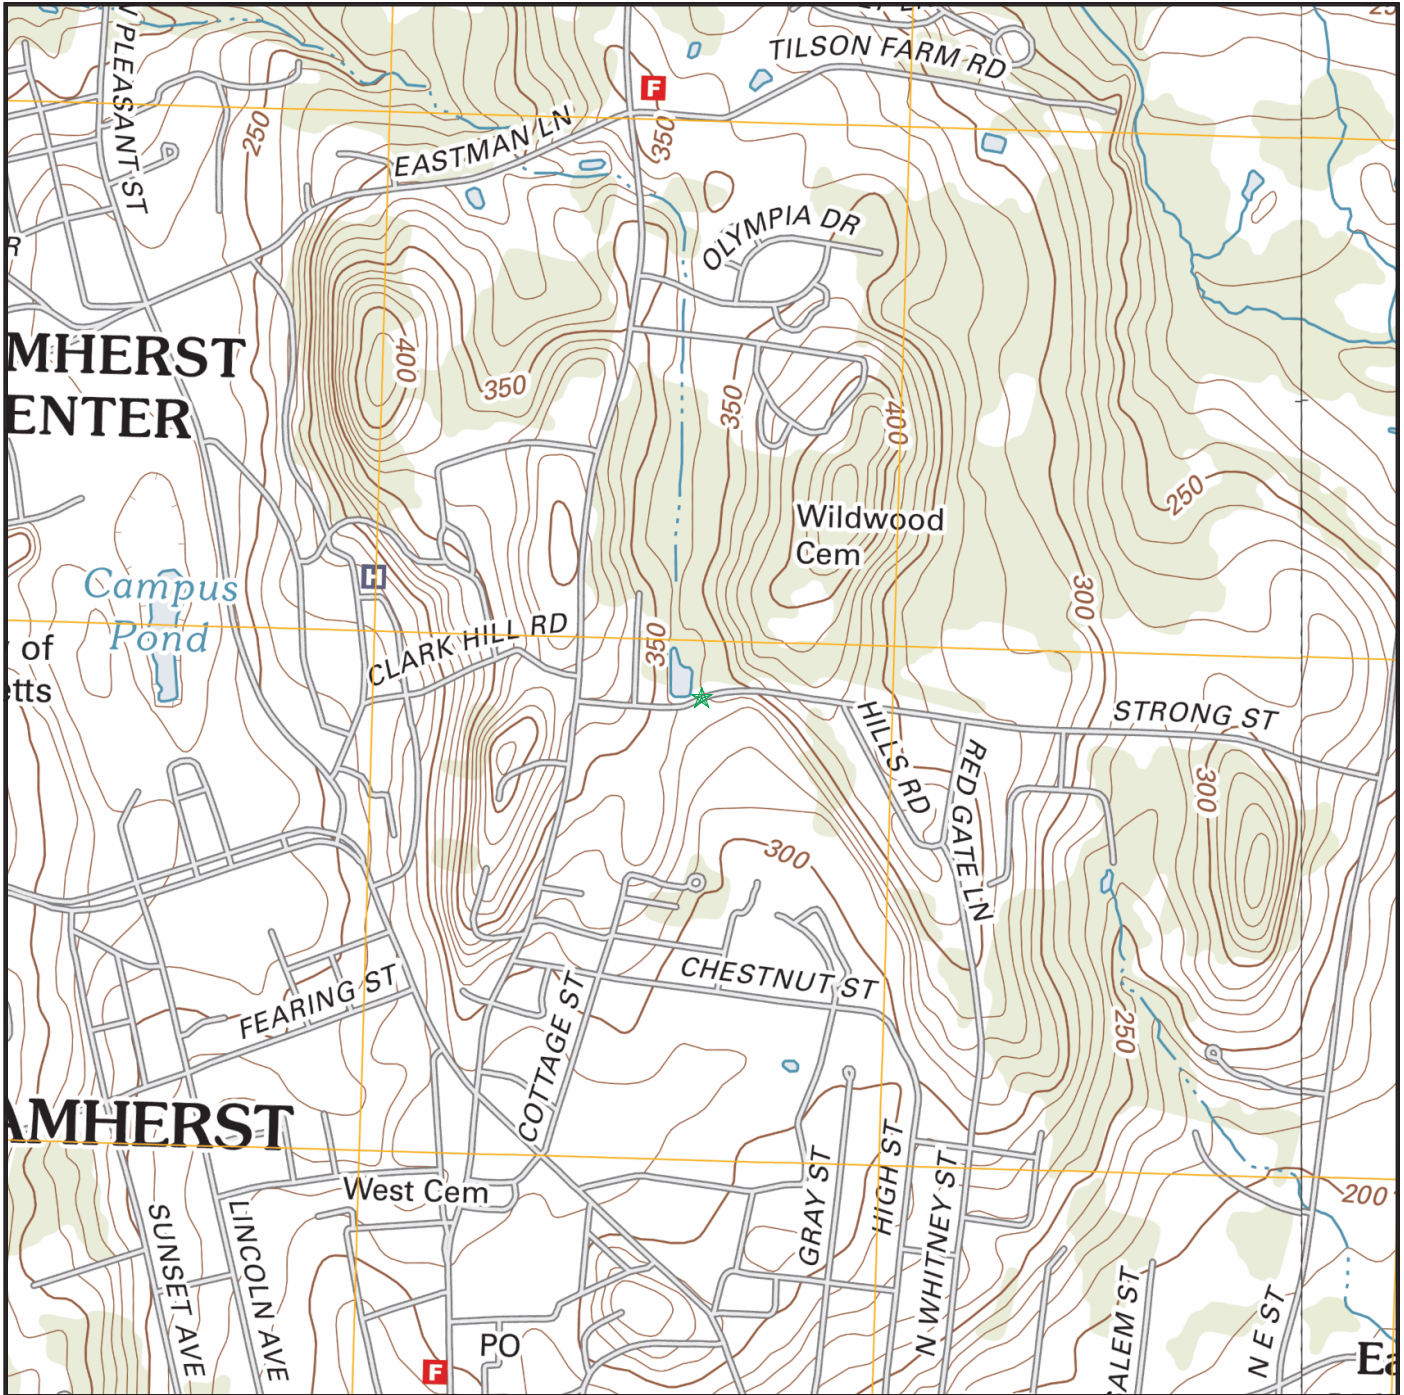 N PLEASANT ST
TILSON FARM RD
F
350
250
EASTMAN LN
OLYMPIA DR
R
MHERST
ENTER
400
350
350
400
250
Wildwood
Cem
Campus
Pond
H
300
CLARK HILL RD
350
of
etts
STRONG ST
HILLS RD
RED GATE LN
300
300
CHESTNUT ST
FEARING ST
COTTAGE ST
250
AMHERST
West Cem
GRAY ST
HIGH ST
N WHITNEY ST
200
SUNSET AVE
LINCOLN AVE
SALEM ST
N E ST
PO
F
Ea